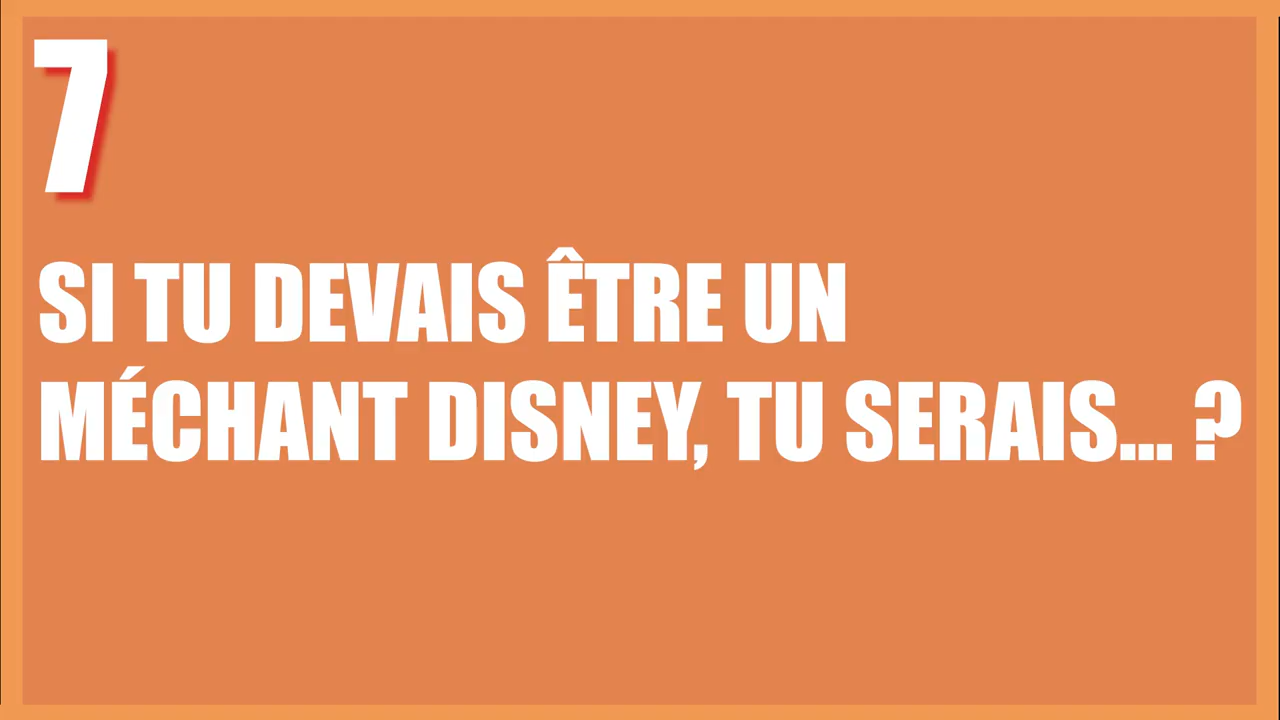 7
SI TU DEVAIS ÊTRE UN
MÉCHANT DISNEY, TU SERAIS... ?